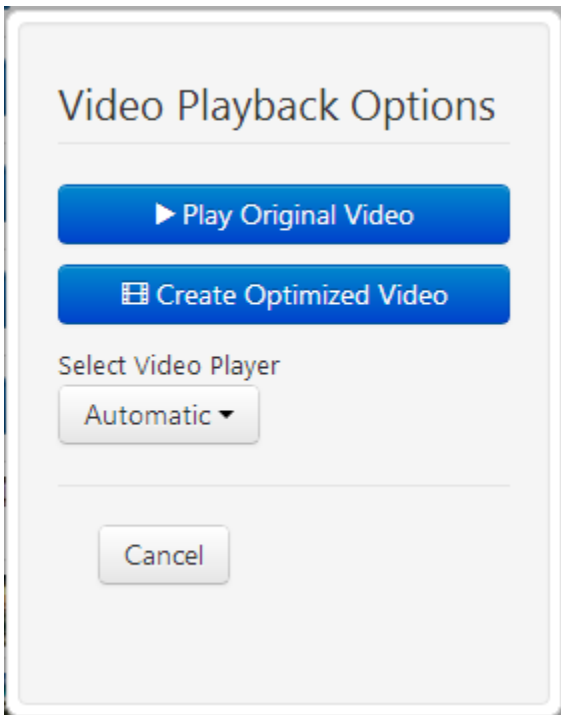 Video Playback Options
Play Original Video
Create Optimized Video
Select Video Player
Automatic
Cancel